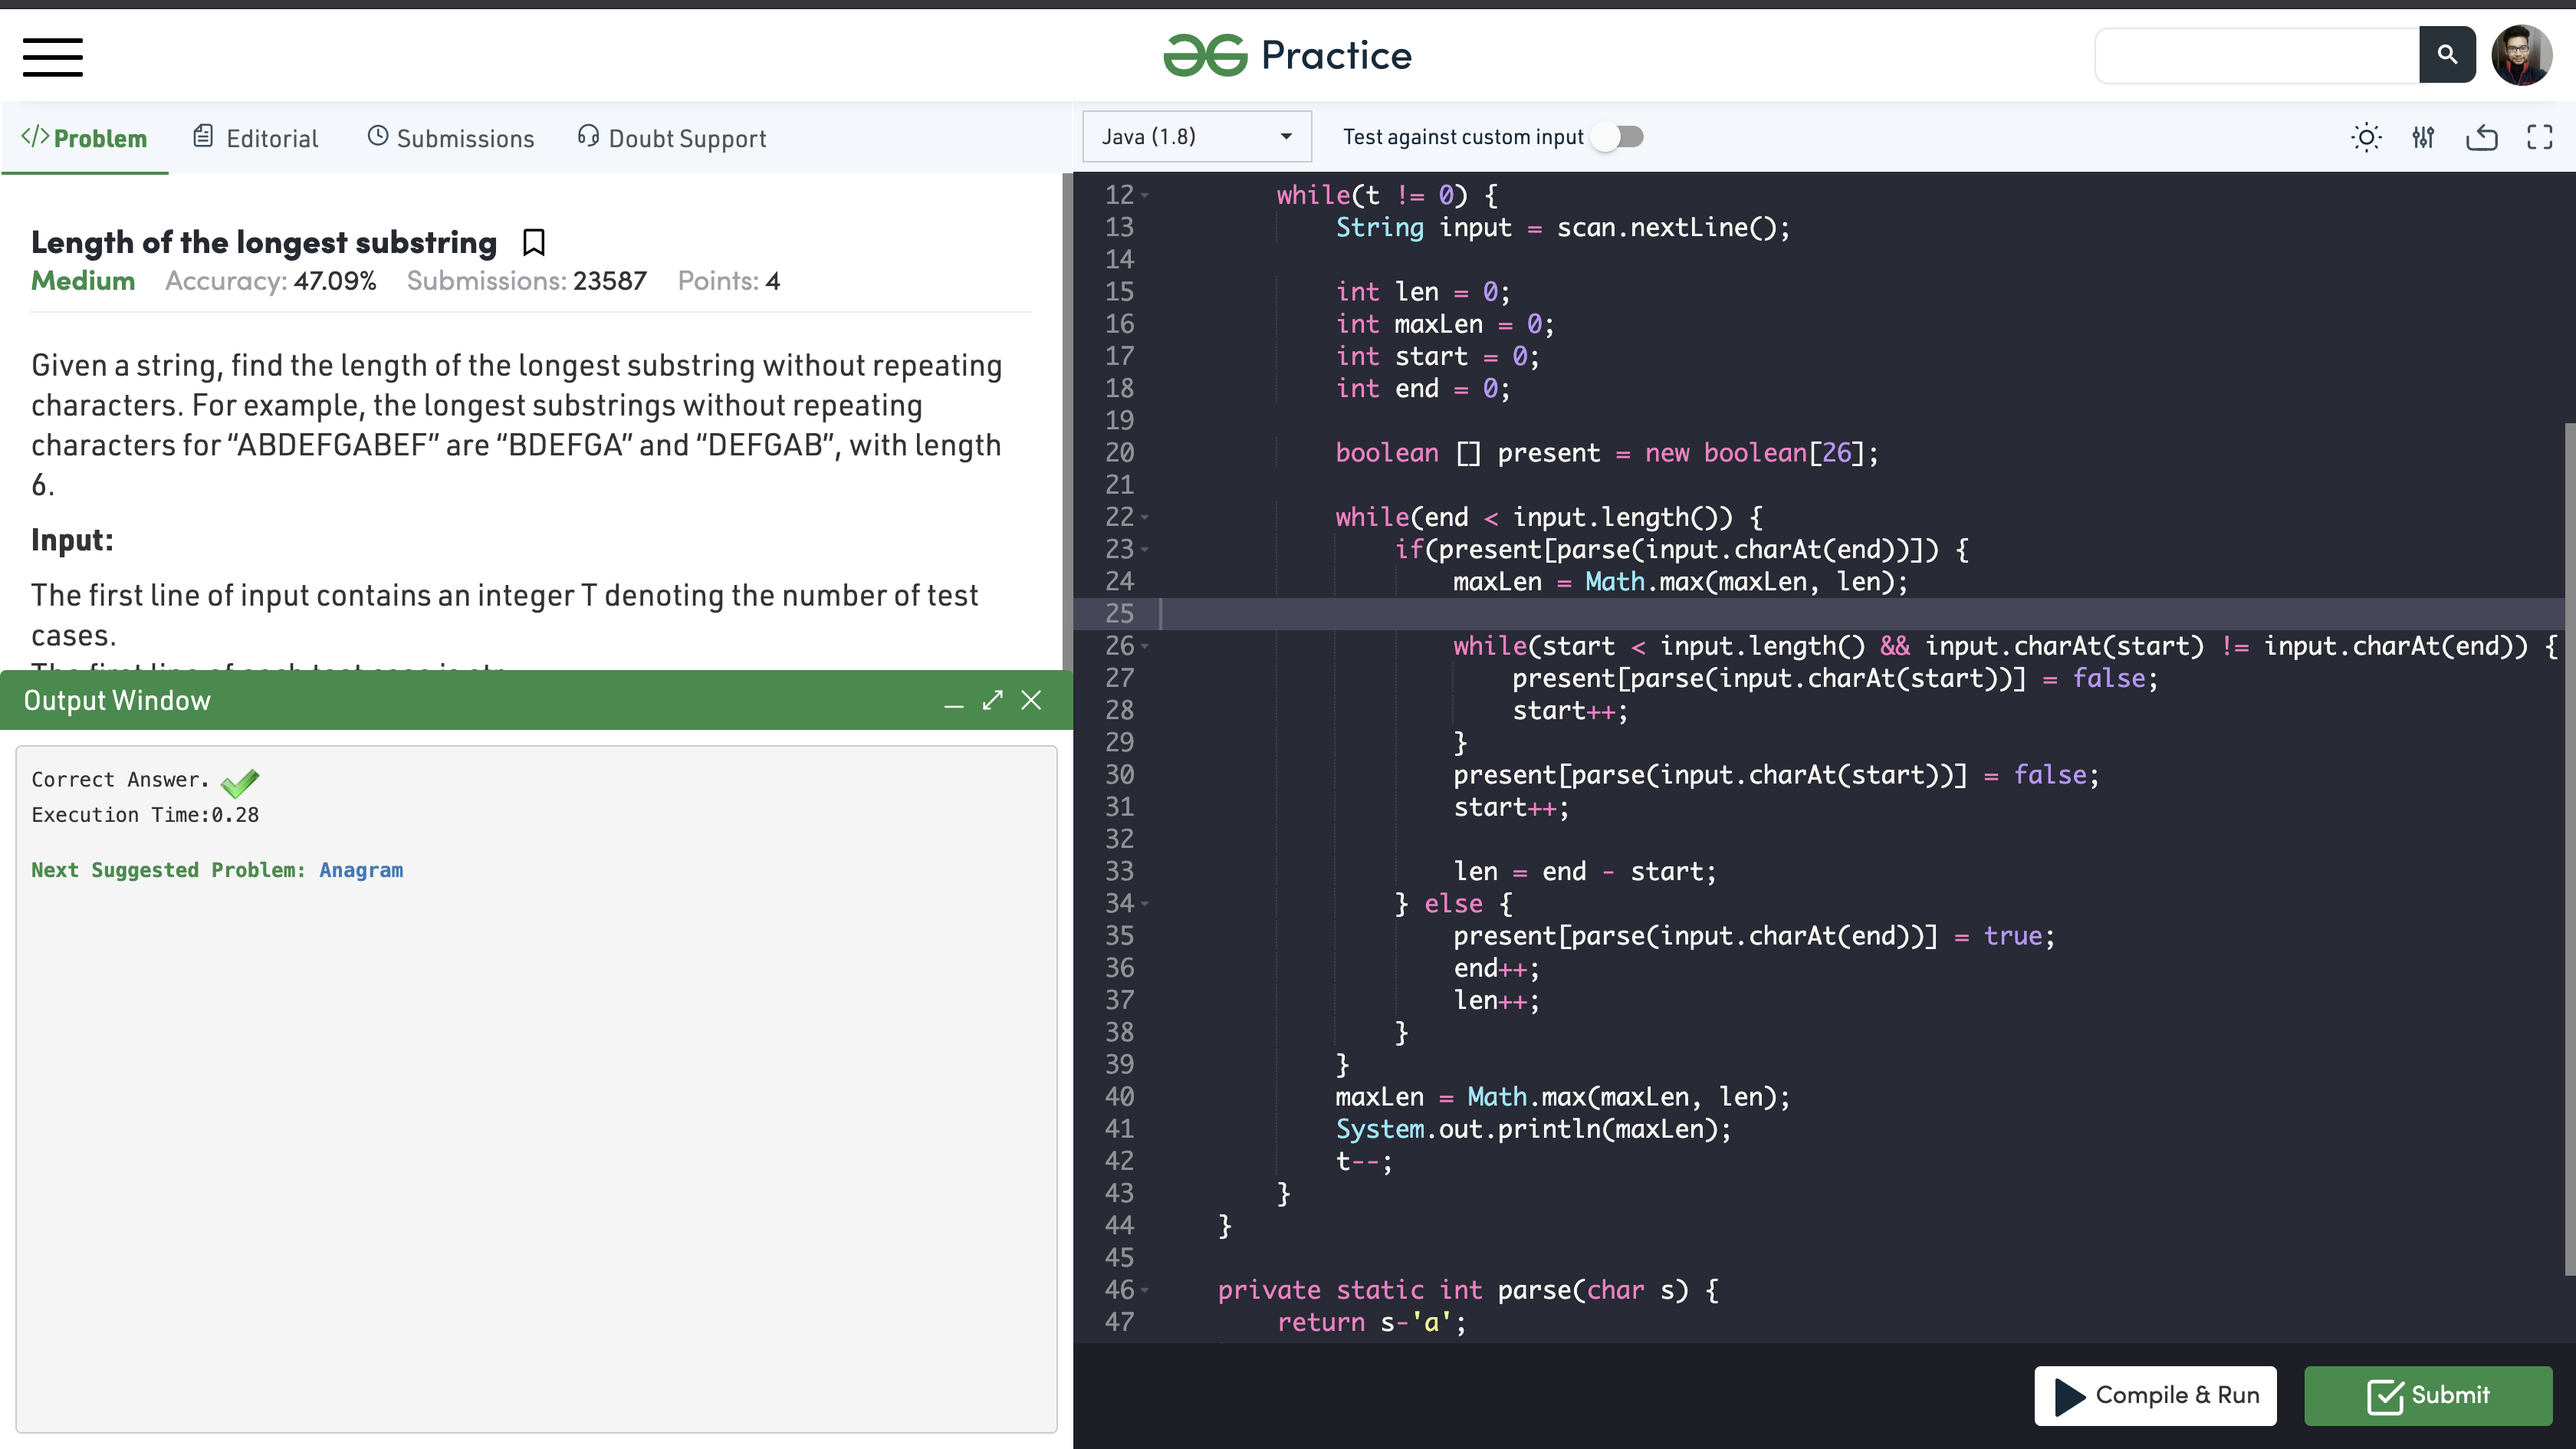 Practice
Problem
Editorial
Submissions
Doubt Support
Length of the longest substring
Medium Accuracy: 47.09% Submissions: 23587 Points: 4
Given a string, find the length of the longest substring without repeating
characters. For example, the longest substrings without repeating
characters for “ABDEFGABEF” are “BDEFGA” and “DEFGAB”, with length
6.
Input:
The first line of input contains an integer T denoting the number of test
cases.
Output Window
Correct Answer.
Execution Time:0.28
Next Suggested Problem: Anagram
Java (1.8)
Test against custom input
12 while(t != 0) {
13 String input = scan.nextLine();
14
15 int len = 0;
16 int maxLen = 0;
17 int start = 0;
18 int end = 0;
19
20 boolean [] present = new boolean[26];
21
22 while(end < input.length()) {
23 if(present[parse(input.charAt(end))]) {
24 maxLen = Math.max(maxLen, len);
25
26 while(start < input.length() && input.charAt(start) != input.charAt(end)) {
27 present[parse(input.charAt(start))] = false;
28 start++;
29 }
30 present[parse(input.charAt(start))] = false;
31 start++;
32
33 len = end - start;
34 } else {
35 present[parse(input.charAt(end))] = true;
36 end++;
37 len++;
38 }
39 }
40 maxLen = Math.max(maxLen, len);
41 System.out.println(maxLen);
42 t--;
43 }
44 }
45
46 private static int parse(char s) {
47 return s-'a';
Compile & Run
Submit